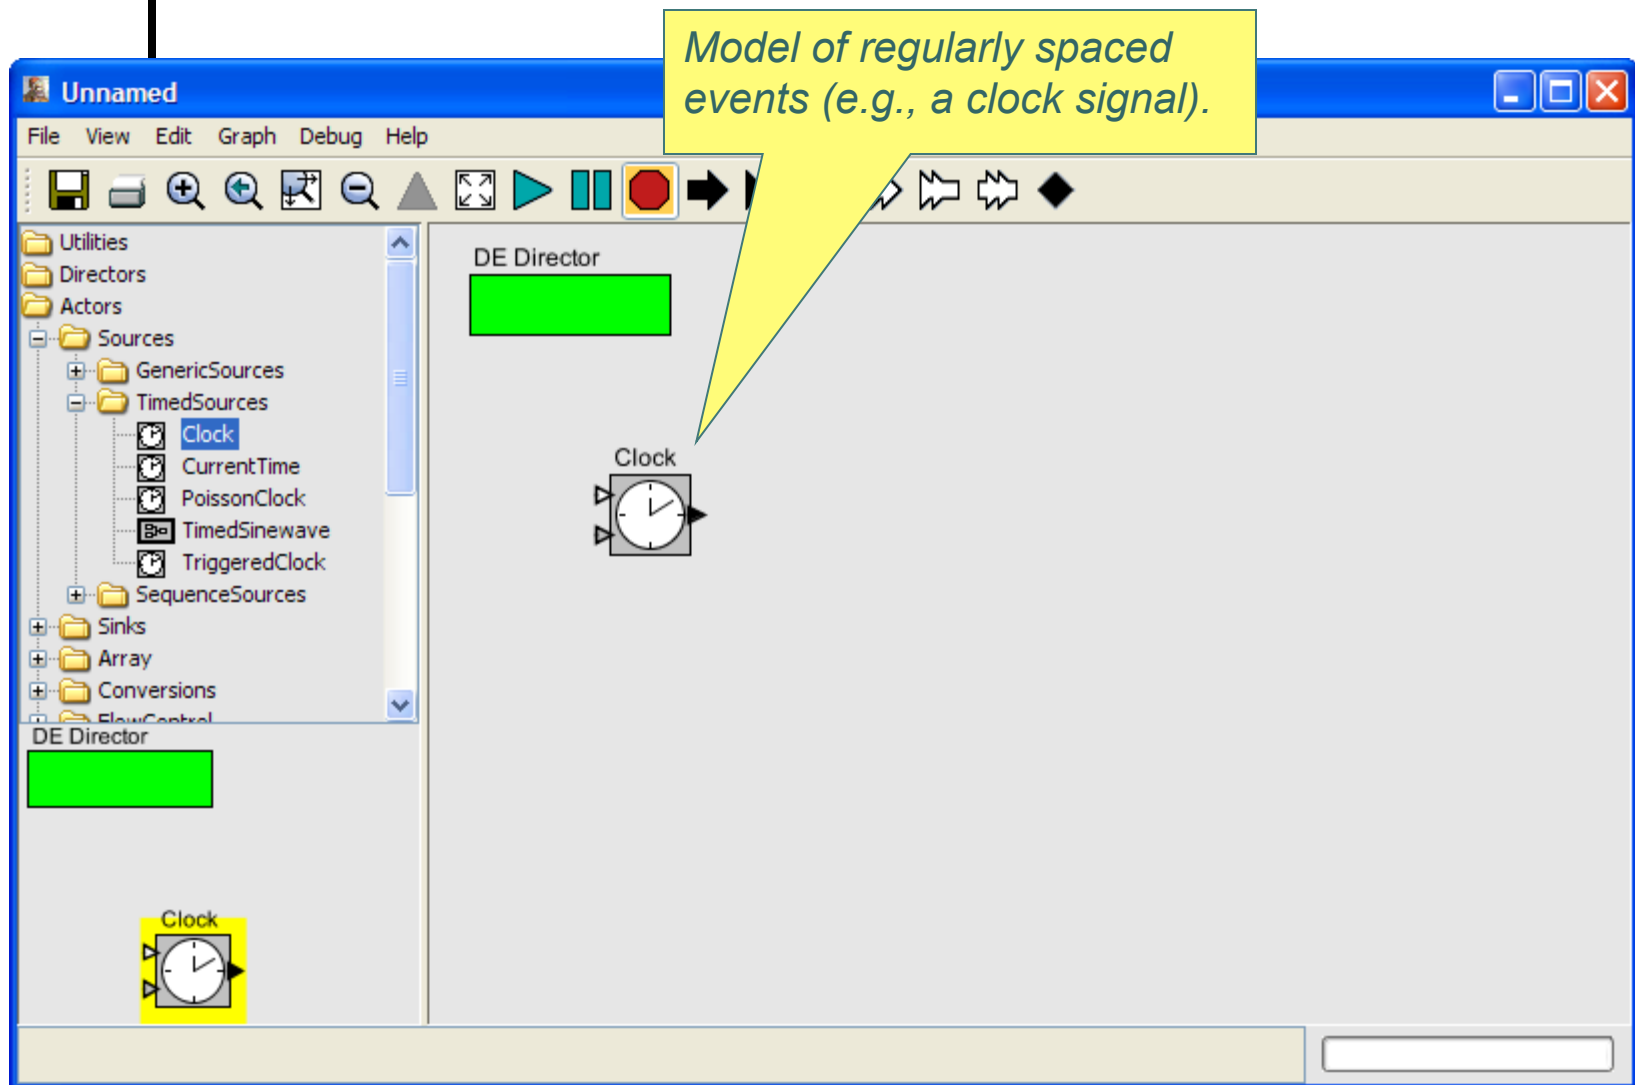 Model of regularly spaced
events (e.g., a clock signal).
Unnamed
File View Edit Graph Debug Help
Utilities
Directors
Actors
Sources
GenericSources
TimedSources
Clock
CurrentTime
PoissonClock
TimedSinewave
TriggeredClock
SequenceSources
Sinks
Array
Conversions
FlowControl
DE Director
Clock
DE Director
Clock